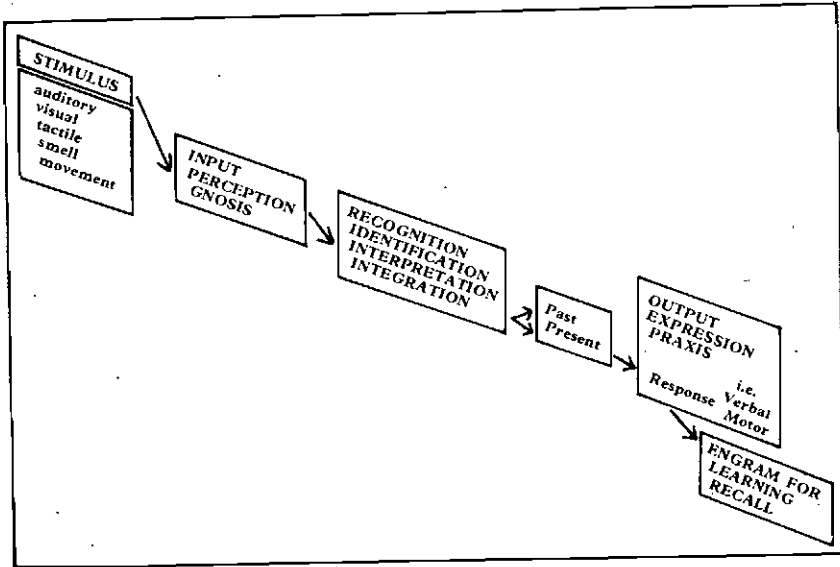 STIMULUS
auditory
visual
tactile
smell
movement
INPUT
PERCEPTION
GNOSIS
RECOGNITION
IDENTIFICATION
INTERPRETATION
INTEGRATION
Past
Present
OUTPUT
EXPRESSION
PRAXIS
i.e.
Response Verbal
Motor
ENGRAM FOR
LEARNING
RECALL